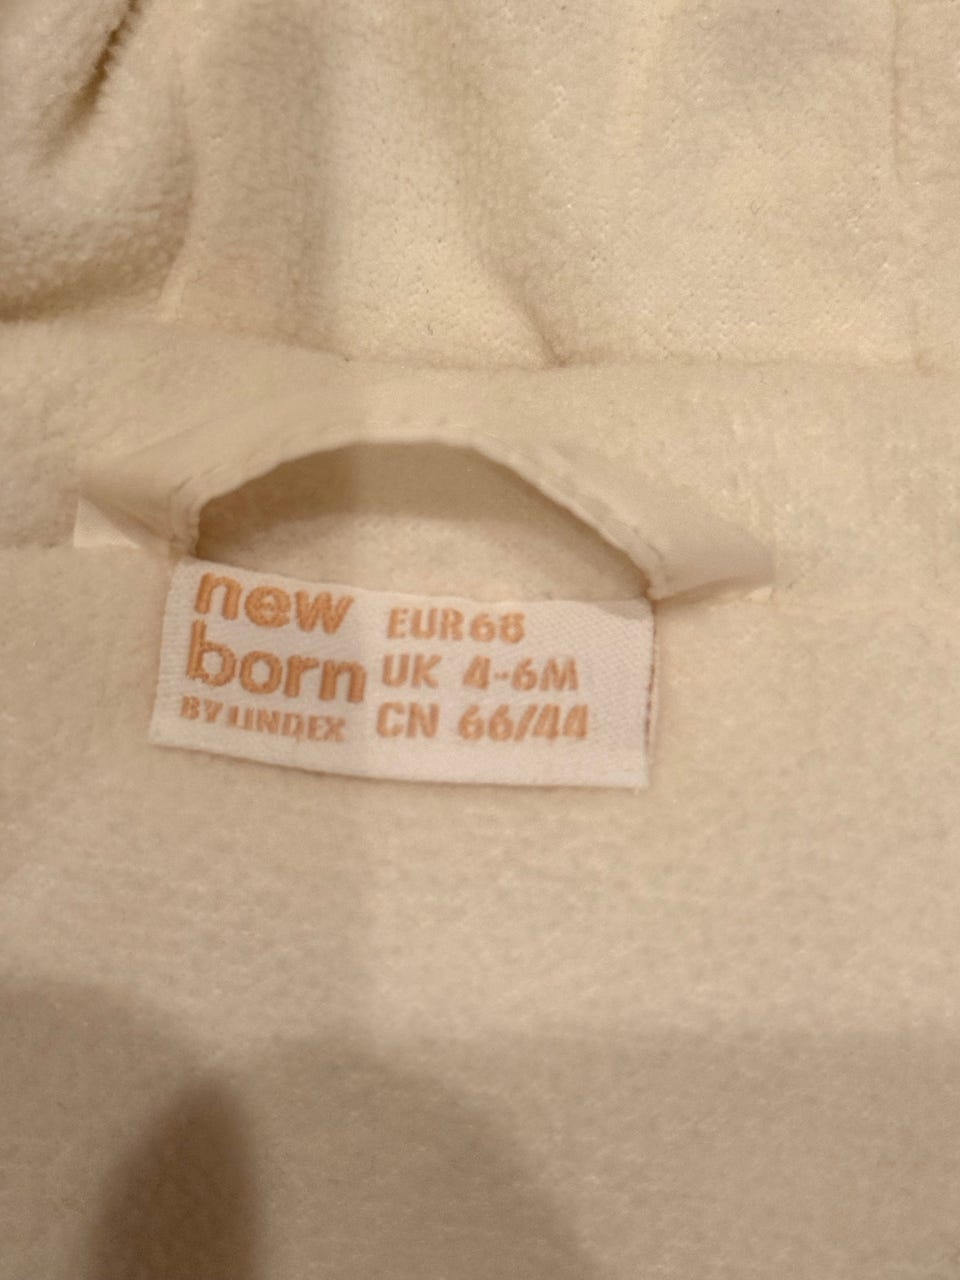 new
born
BY LINDEX
EUR 68
UK 4-6M
CN 66/44